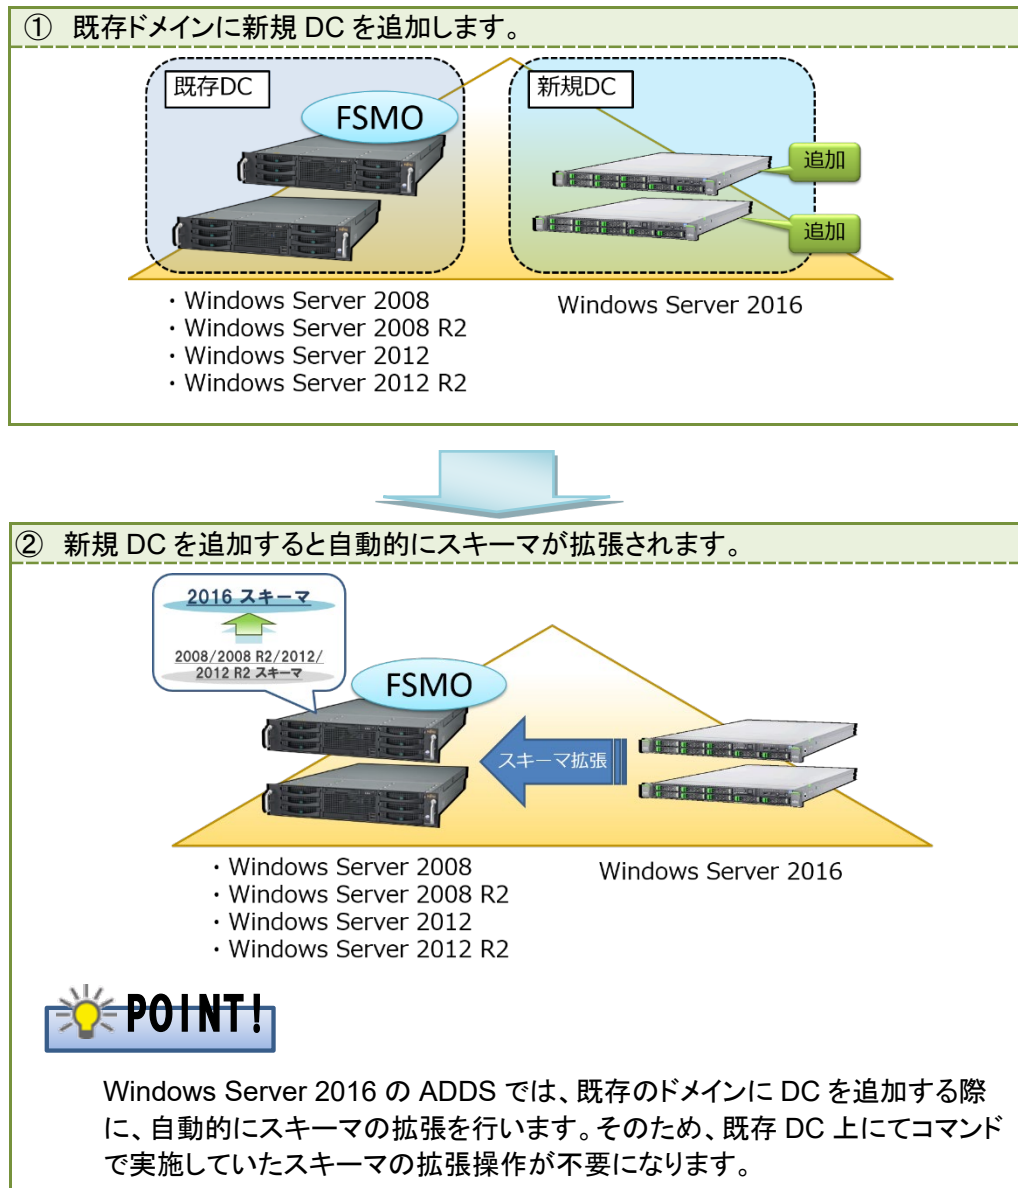 ① 既存ドメインに新規 DC を追加します。
既存DC
新規DC
FSMO
追加
追加
・Windows Server 2008
・Windows Server 2008 R2
・Windows Server 2012
・Windows Server 2012 R2
Windows Server 2016
② 新規 DC を追加すると自動的にスキーマが拡張されます。
2016 スキーマ
2008/2008 R2/2012/
2012 R2 スキーマ
FSMO
スキーマ拡張
・Windows Server 2008
・Windows Server 2008 R2
・Windows Server 2012
・Windows Server 2012 R2
Windows Server 2016
POINT!
Windows Server 2016 の ADDS では、既存のドメインに DC を追加する際
に、自動的にスキーマの拡張を行います。そのため、既存 DC 上にてコマンド
で実施していたスキーマの拡張操作が不要になります。